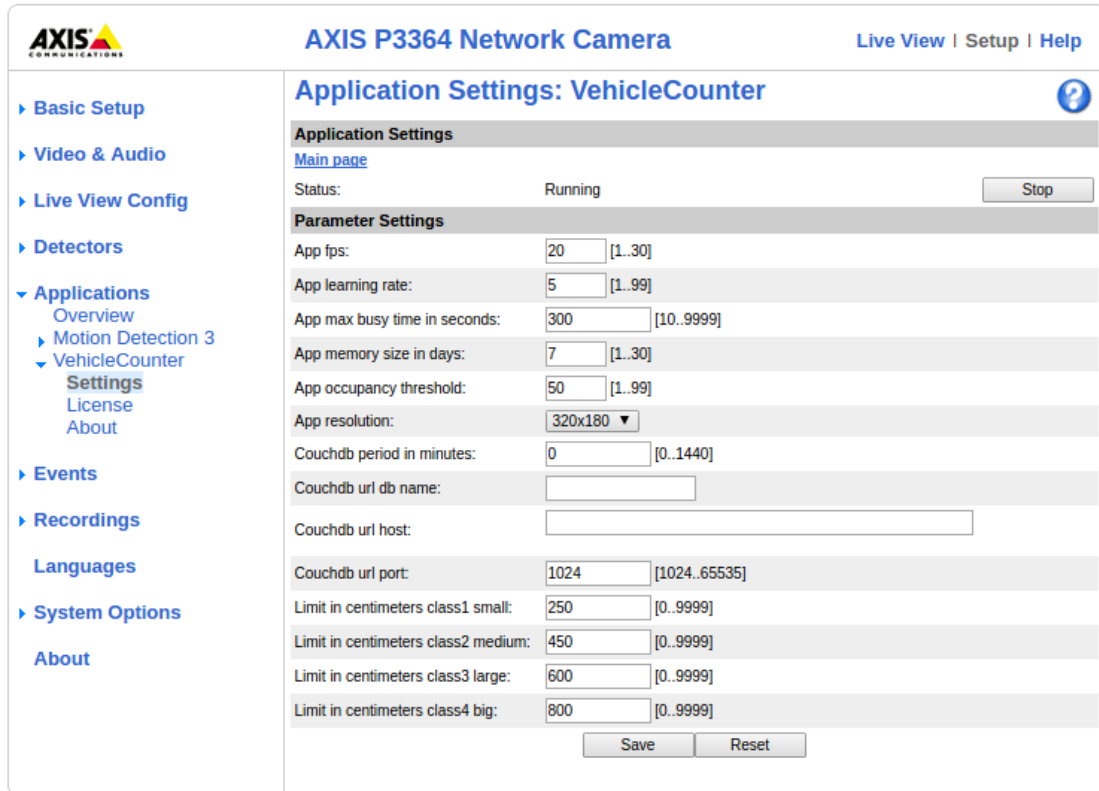 AXIS
COMMUNICATIONS
AXIS P3364 Network Camera
Live View | Setup | Help
Basic Setup
Video & Audio
Live View Config
Detectors
Applications
Overview
Motion Detection 3
VehicleCounter
Settings
License
About
Events
Recordings
Languages
System Options
About
Application Settings: VehicleCounter
?
Application Settings
Main page
Status: Running Stop
Parameter Settings
App fps: 20 [1..30]
App learning rate: 5 [1..99]
App max busy time in seconds: 300 [10..9999]
App memory size in days: 7 [1..30]
App occupancy threshold: 50 [1..99]
App resolution: 320x180
Couchdb period in minutes: 0 [0..1440]
Couchdb url db name:
Couchdb url host:
Couchdb url port: 1024 [1024..65535]
Limit in centimeters class1 small: 250 [0..9999]
Limit in centimeters class2 medium: 450 [0..9999]
Limit in centimeters class3 large: 600 [0..9999]
Limit in centimeters class4 big: 800 [0..9999]
Save Reset